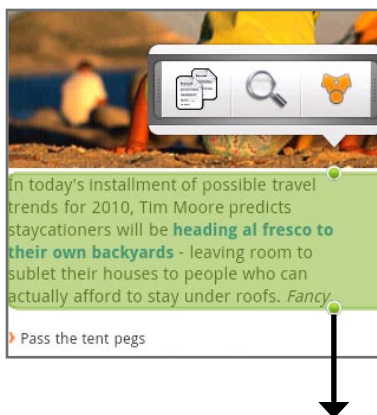 In today's installment of possible travel
trends for 2010, Tim Moore predicts
staycationers will be heading al fresco to
their own backyards - leaving room to
sublet their houses to people who can
actually afford to stay under roofs. Fancy
Pass the tent pegs